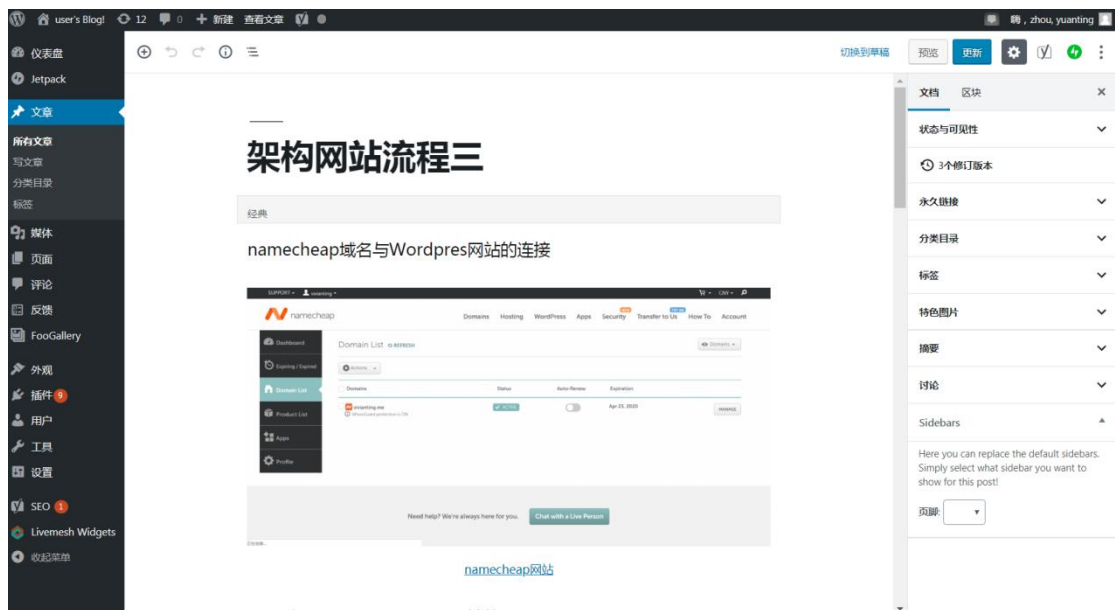 user's Blog! 12 0 新建 查看文章
嗨，zhou, yuanting
仪表盘
Jetpack
文章
所有文章
写文章
分类目录
标签
媒体
页面
评论
反馈
FooGallery
外观
插件 9
用户
工具
设置
SEO 1
Livemesh Widgets
收起菜单
切换到草稿 预览 更新
架构网站流程三
经典
namecheap域名与Wordpres网站的连接
SUPPORT
namecheap
Domains Hosting WordPress Apps Security Transfer to Us How To Account
Dashboard
Expiring / Expired
Domain List
Product List
Apps
Profile
Domain List
REFRESH
Domains
ACTIONS
Domains Status Auto-Renew Expiration
ACTIVE Apr 23, 2025 MANAGE
Need help? We're always here for you. Chat with a Live Person
namecheap网站
文档 区块
状态与可见性
3个修订版本
永久链接
分类目录
标签
特色图片
摘要
讨论
Sidebars
Here you can replace the default sidebars.
Simply select what sidebar you want to
show for this post!
页脚: